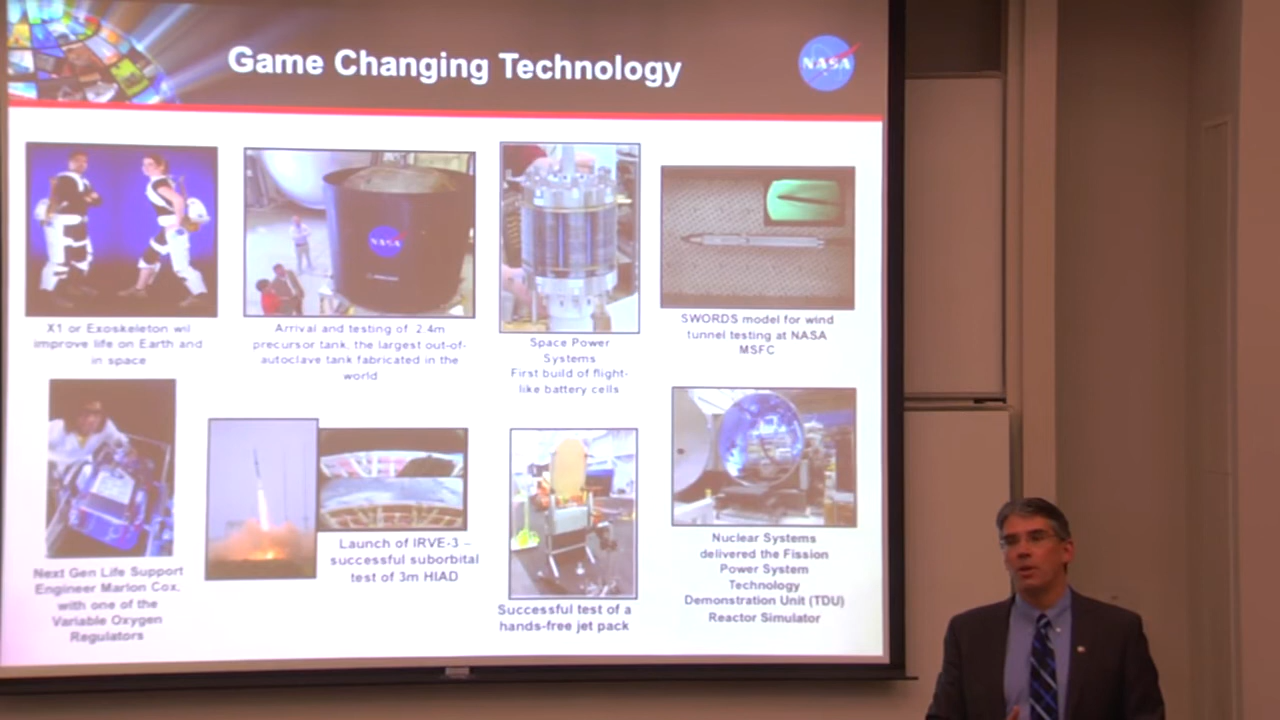 Game Changing Technology
NASA
NASA
X1 or Exoskeleton wil
improve life on Earth and
in space
Arrival and testing of 2 4m
precursor tank, the largest out-of-
autoclave tank fabricated in the
world
Space Power
Systems
First build of flight-
like battery cells
SWORDS model for wind
tunnel testing at NASA
MSFC
Next Gen Life Support
Engineer Marlon Cox,
with one of the
Variable Oxygen
Regulators
Launch of IRVE-3 –
successful suborbital
test of 3m HIAD
Successful test of a
hands-free jet pack
Nuclear Systems
delivered the Fission
Power System
Technology
Demonstration Unit (TDU)
Reactor Simulator